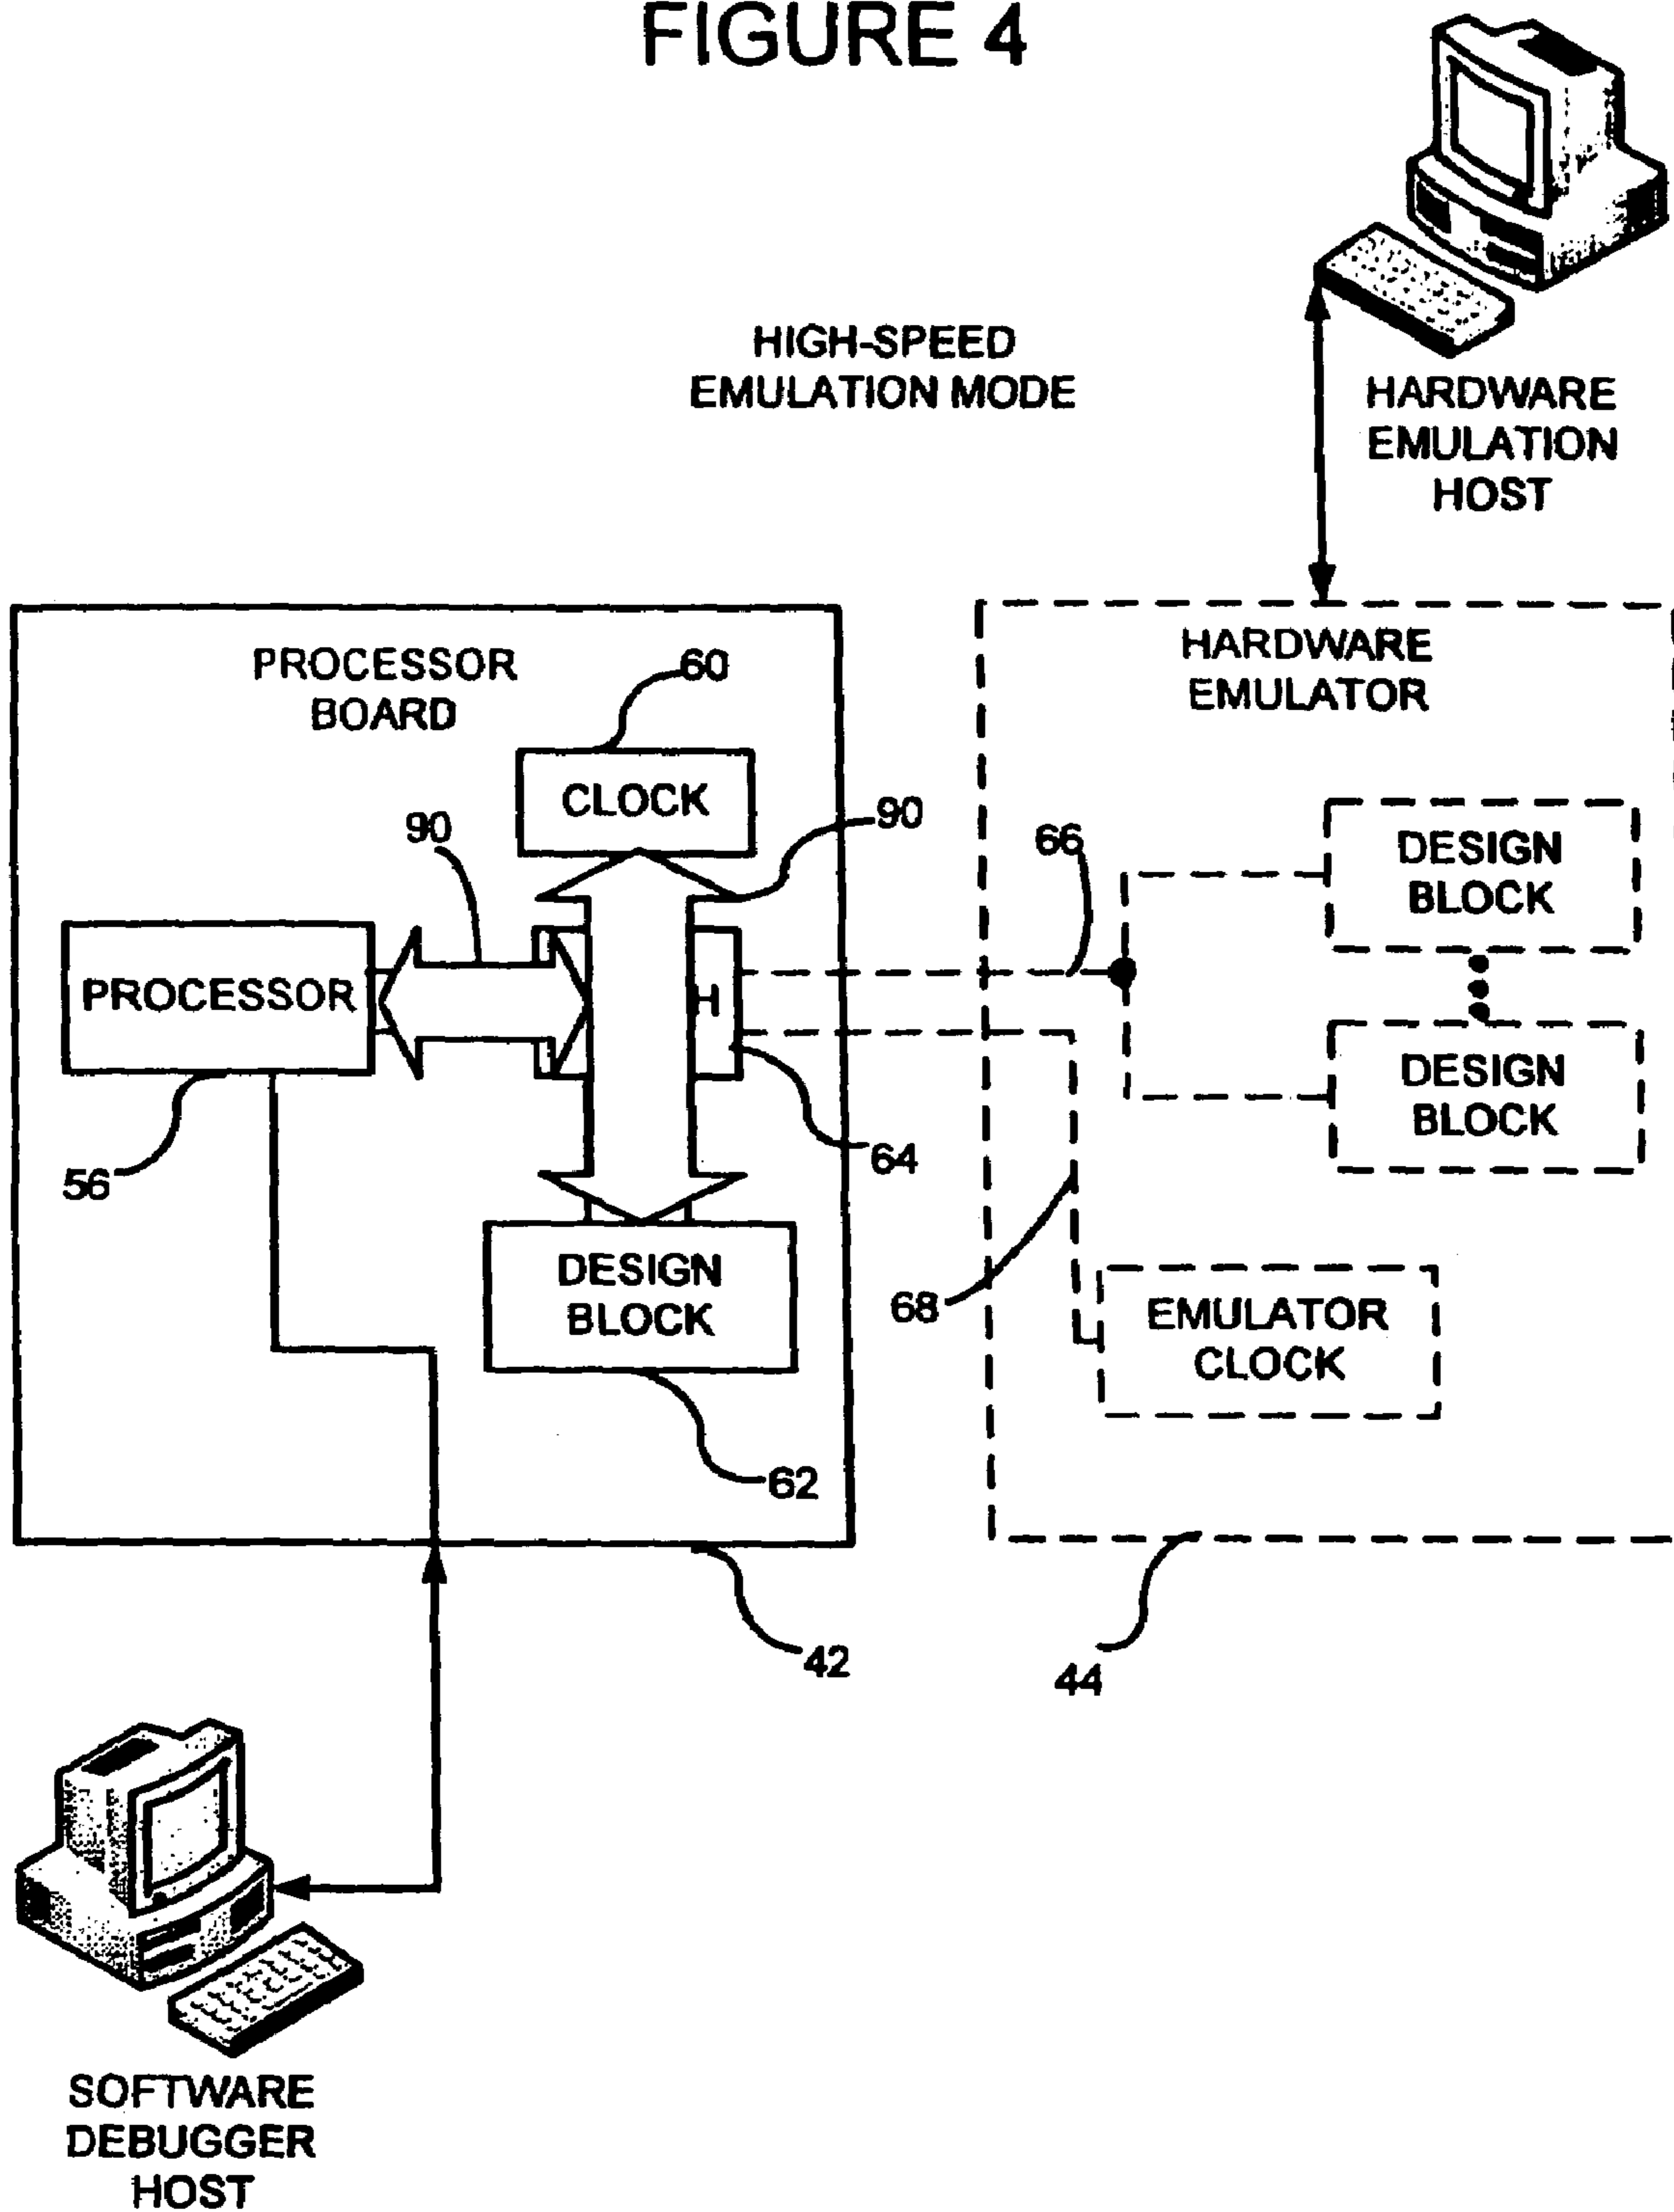 FIGURE 4
HIGH-SPEED
EMULATION MODE
HARDWARE
EMULATION
HOST
PROCESSOR
BOARD
60
CLOCK
90
90
PROCESSOR
H
56
64
DESIGN
BLOCK
62
42
HARDWARE
EMULATOR
66
DESIGN
BLOCK
DESIGN
BLOCK
68
EMULATOR
CLOCK
44
SOFTWARE
DEBUGGER
HOST